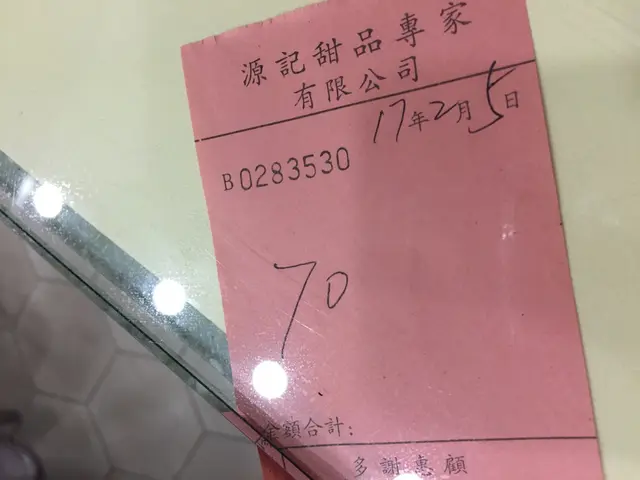 源記甜品專家
有限公司
17年2月5日
B0283530
70
金額合計:
多謝惠顧